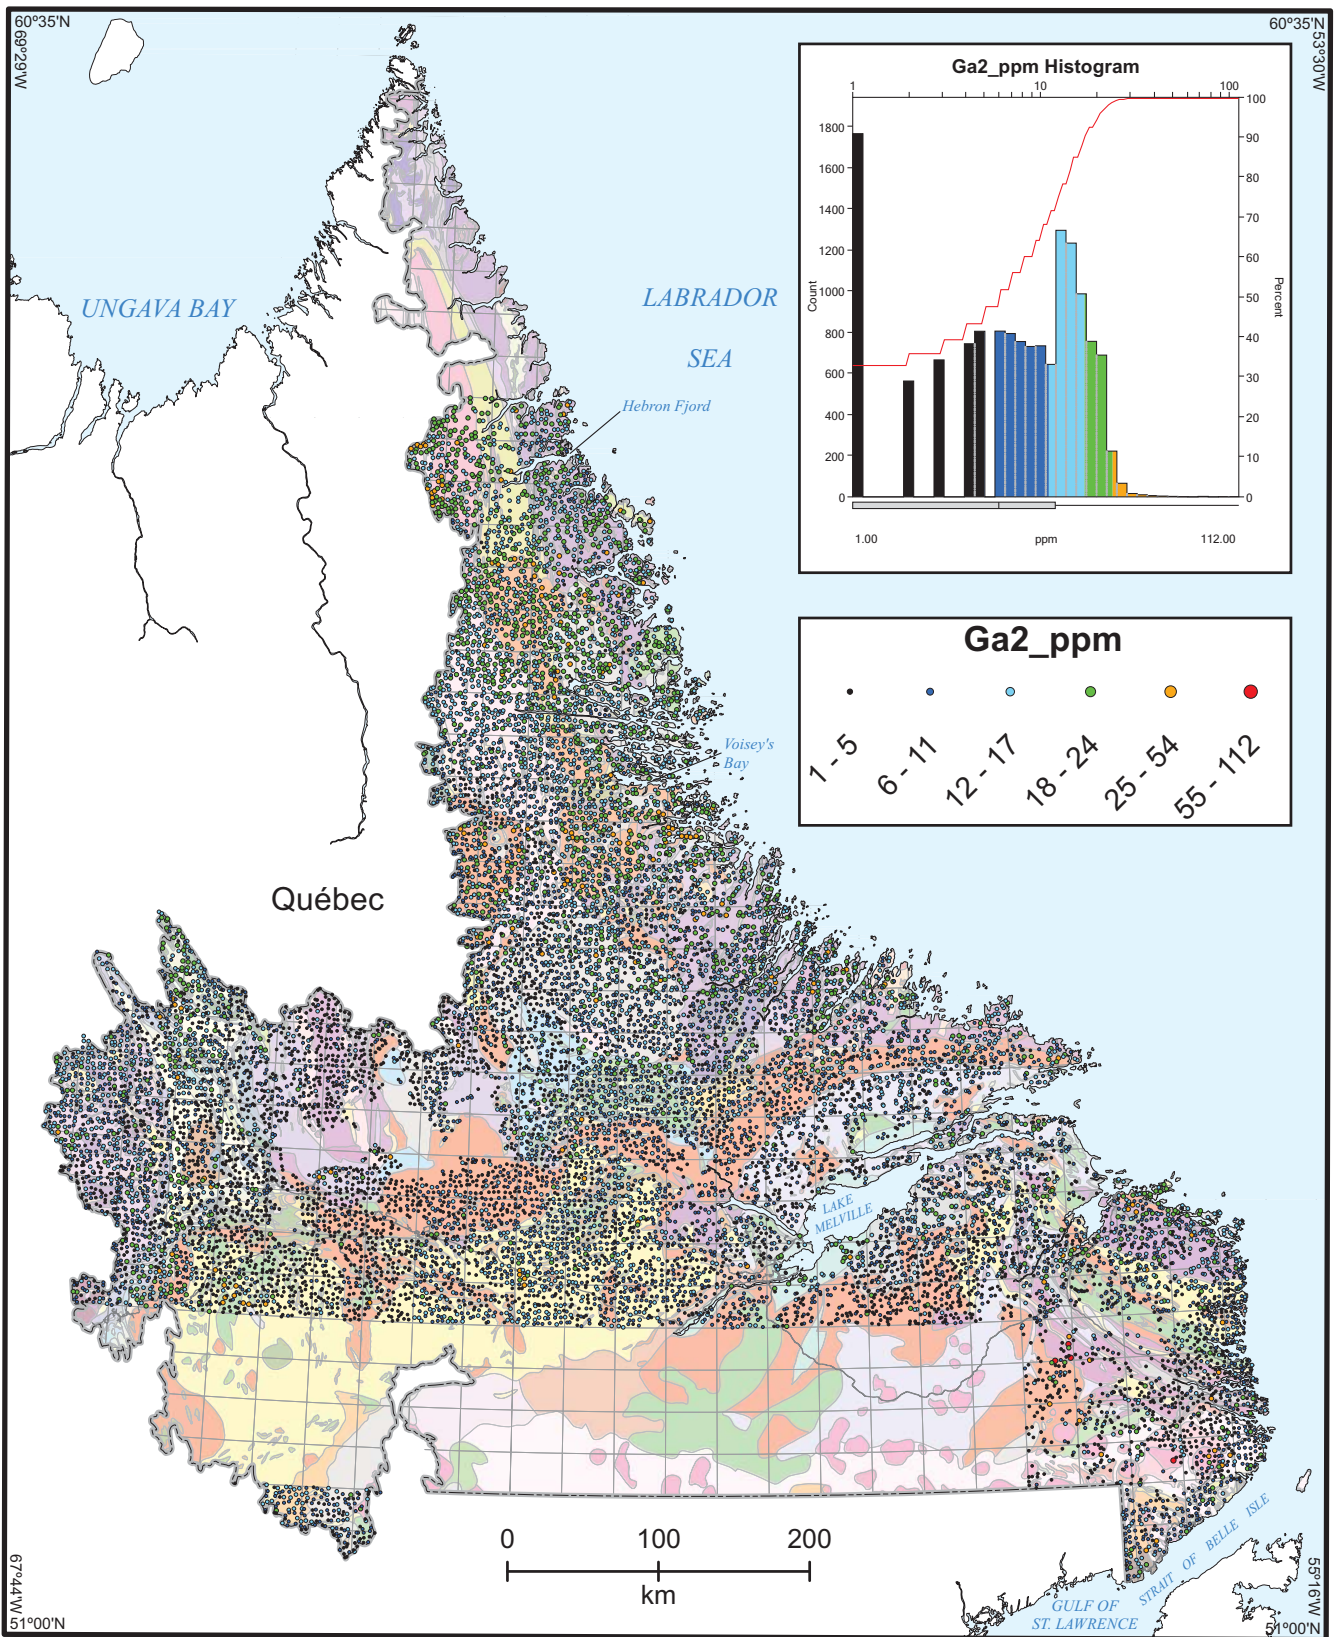 60°35'N
69°29'W
60°35'N
53°30'W
Ga2_ppm Histogram
1
10
100
Count
1800
1600
1400
1200
1000
800
600
400
200
0
100
90
80
70
60
50
40
30
20
10
0
Percent
1.00
ppm
112.00
UNGAVA BAY
LABRADOR
SEA
Hebron Fjord
Ga2_ppm
1 - 5
6 - 11
12 - 17
18 - 24
25 - 54
55 - 112
Voisey's
Bay
Québec
LAKE
MELVILLE
0
100
200
km
STRAIT OF BELLE ISLE
GULF OF
ST. LAWRENCE
67°44'W
51°00'N
55°16'W
51°00'N